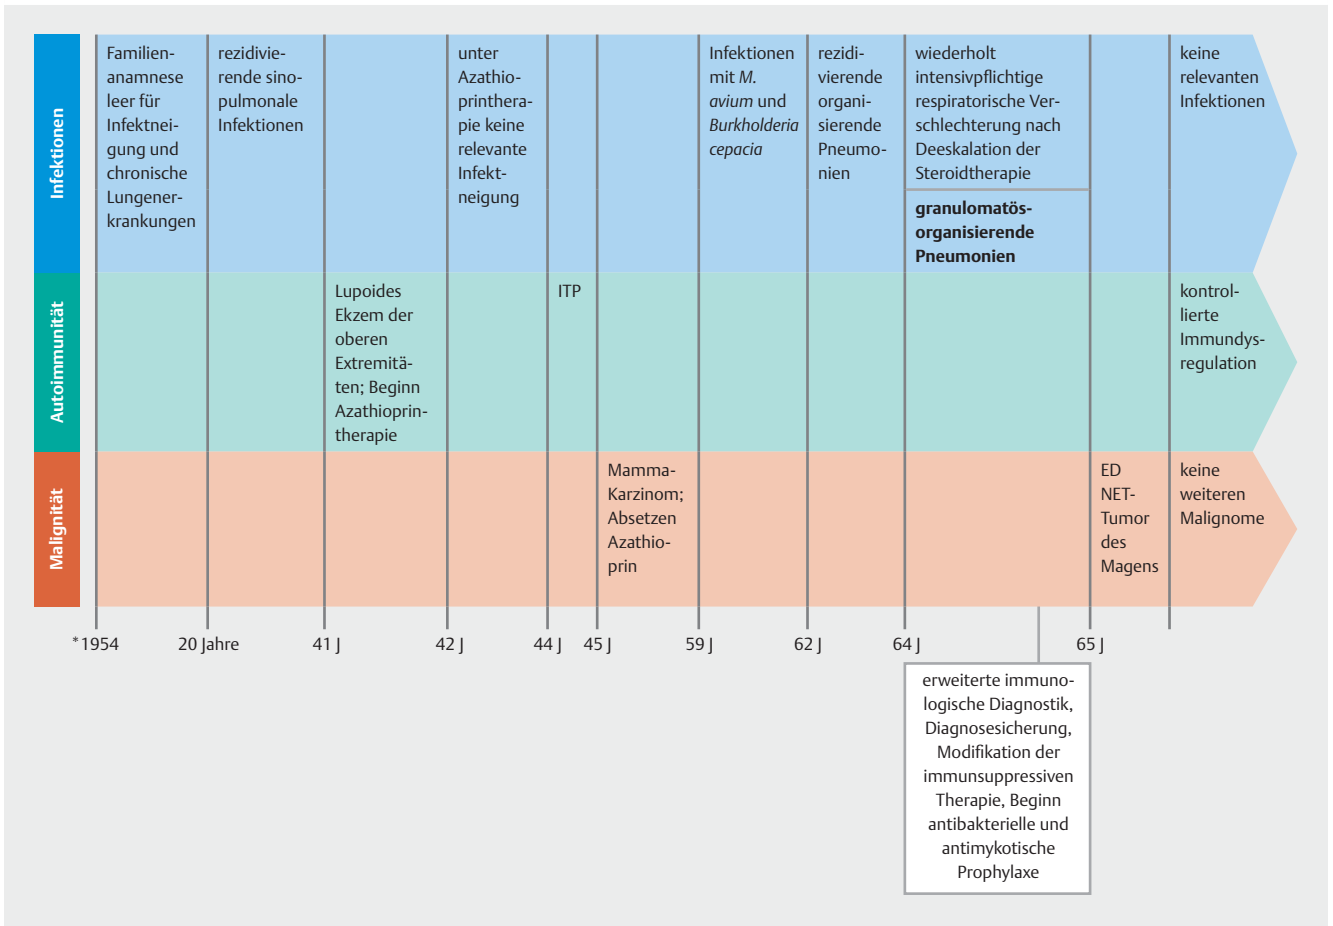 Infektionen
Familien-
anamnese
leer für
Infektnei-
gung und
chronische
Lungener-
krankungen
rezidivie-
rende sino-
pulmonale
Infektionen
unter
Azathio-
printhera-
pie keine
relevante
Infekt-
neigung
Infektionen
mit M.
avium und
Burkholderia
cepacia
rezidi-
vierende
organi-
sierende
Pneumo-
nien
wiederholt
intensivpflichtige
respiratorische Ver-
schlechterung nach
Deeskalation der
Steroidtherapie
granulomatös-
organisierende
Pneumonien
keine
relevanten
Infektionen
Autoimmunität
Lupoides
Ekzem der
oberen
Extremitä-
ten; Beginn
Azathioprin-
therapie
ITP
kontrol-
lierte
Immundys-
regulation
Malignität
Mamma-
Karzinom;
Absetzen
Azathio-
prin
ED
NET-
Tumor
des
Magens
keine
weiteren
Malignome
*1954
20 Jahre
41 J
42 J
44 J
45 J
59 J
62 J
64 J
65 J
erweiterte immuno-
logische Diagnostik,
Diagnosesicherung,
Modifikation der
immunsuppressiven
Therapie, Beginn
antibakterielle und
antimykotische
Prophylaxe